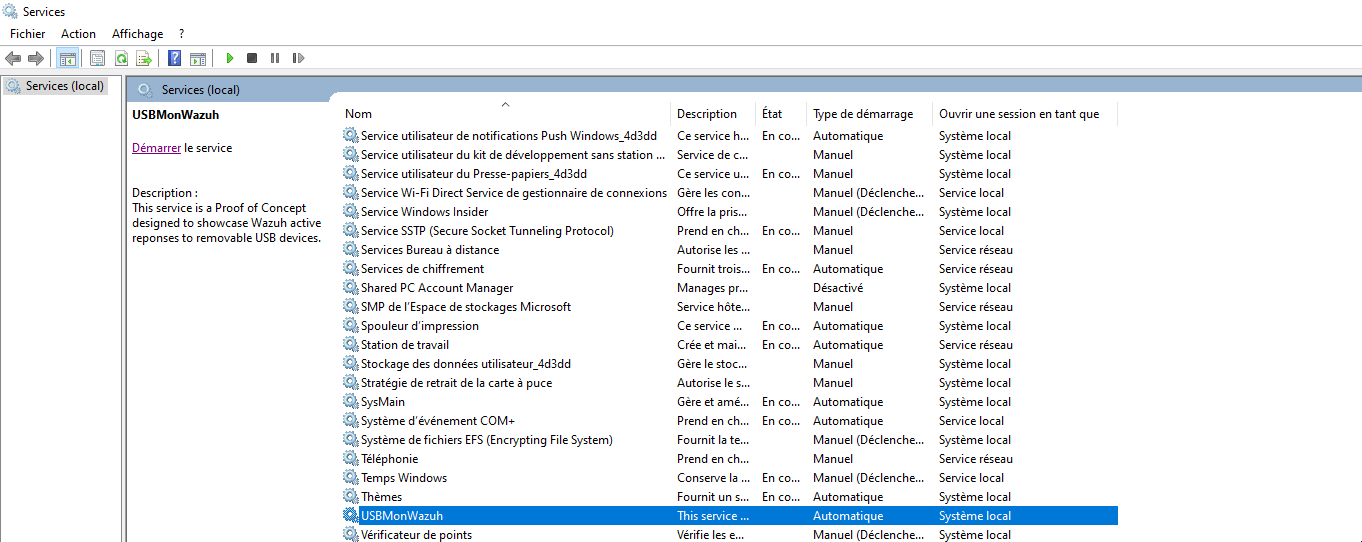 Services
Fichier Action Affichage ?
Services (local)
Services (local)
USBMonWazuh
Démarrer le service
Description :
This service is a Proof of Concept
designed to showcase Wazuh active
reponses to removable USB devices.
Nom Description État Type de démarrage Ouvrir une session en tant que
Service utilisateur de notifications Push Windows_4d3dd Ce service h... En co... Automatique Système local
Service utilisateur du kit de développement sans station ... Service de c... Manuel Système local
Service utilisateur du Presse-papiers_4d3dd Ce service u... En co... Manuel Système local
Service Wi-Fi Direct Service de gestionnaire de connexions Gère les con... Manuel (Déclenche... Service local
Service Windows Insider Offre la pris... Manuel (Déclenche... Système local
Service SSTP (Secure Socket Tunneling Protocol) Prend en ch... En co... Manuel Service local
Services Bureau à distance Autorise les ... Manuel Service réseau
Services de chiffrement Fournit trois... En co... Automatique Service réseau
Shared PC Account Manager Manages pr... Désactivé Système local
SMP de l'Espace de stockages Microsoft Service hôte... Manuel Service réseau
Spouleur d'impression Ce service ... En co... Automatique Système local
Station de travail Crée et mai... En co... Automatique Service réseau
Stockage des données utilisateur_4d3dd Gère le stoc... Manuel Système local
Stratégie de retrait de la carte à puce Autorise le s... Manuel Système local
SysMain Gère et amé... En co... Automatique Système local
Système d'événement COM+ Prend en ch... En co... Automatique Service local
Système de fichiers EFS (Encrypting File System) Fournit la te... Manuel (Déclenche... Système local
Téléphonie Prend en ch... Manuel Service réseau
Temps Windows Conserve la ... En co... Manuel (Déclenche... Service local
Thèmes Fournit un s... En co... Automatique Système local
USBMonWazuh This service ... Automatique Système local
Vérificateur de points Vérifie les e... Manuel (Déclenche... Système local